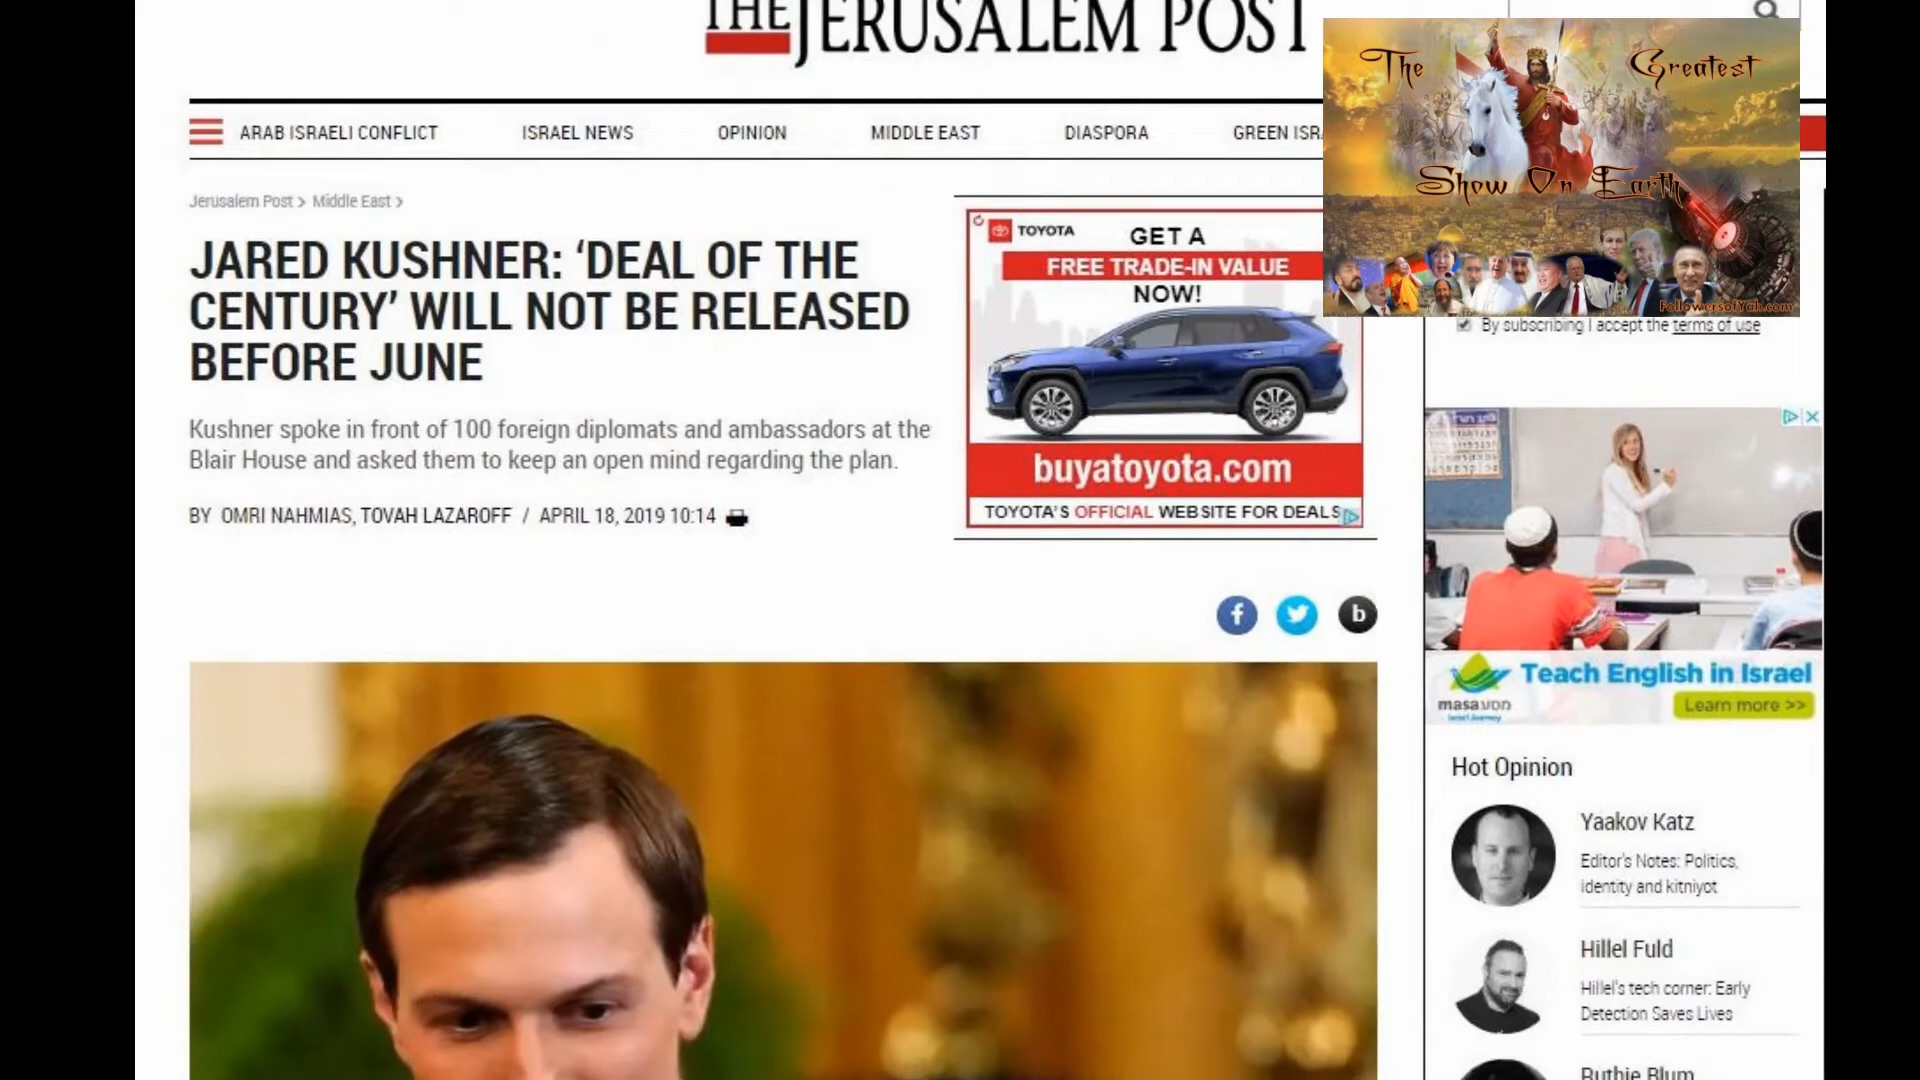 THE JERUSALEM POST
ARAB ISRAELI CONFLICT ISRAEL NEWS OPINION MIDDLE EAST DIASPORA GREEN ISR
Jerusalem Post > Middle East >
JARED KUSHNER: ‘DEAL OF THE
CENTURY’ WILL NOT BE RELEASED
BEFORE JUNE
Kushner spoke in front of 100 foreign diplomats and ambassadors at the
Blair House and asked them to keep an open mind regarding the plan.
BY OMRI NAHMIAS, TOVAH LAZAROFF / APRIL 18, 2019 10:14
TOYOTA
GET A
FREE TRADE-IN VALUE
NOW!
buyatoyota.com
TOYOTA'S OFFICIAL WEBSITE FOR DEALS
f
b
The Greatest
Show On Earth
FollowersofYah.com
By subscribing I accept the terms of use
Teach English in Israel
masa מסע
Israel Journey
Learn more >>
Hot Opinion
Yaakov Katz
Editor's Notes: Politics,
identity and kitniyot
Hillel Fuld
Hillel's tech corner: Early
Detection Saves Lives
Ruthie Blum